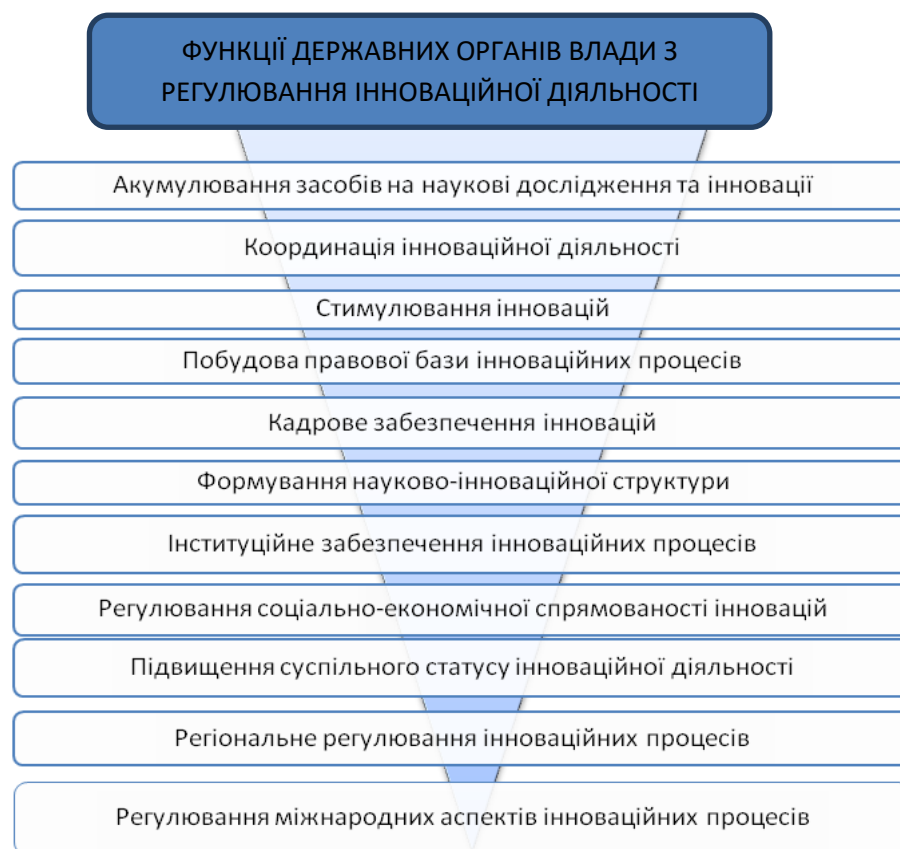 ФУНКЦІЇ ДЕРЖАВНИХ ОРГАНІВ ВЛАДИ З
РЕГУЛЮВАННЯ ІННОВАЦІЙНОЇ ДІЯЛЬНОСТІ
Акумулювання засобів на наукові дослідження та інновації
Координація інноваційної діяльності
Стимулювання інновацій
Побудова правової бази інноваційних процесів
Кадрове забезпечення інновацій
Формування науково-інноваційної структури
Інституційне забезпечення інноваційних процесів
Регулювання соціально-економічної спрямованості інновацій
Підвищення суспільного статусу інноваційної діяльності
Регіональне регулювання інноваційних процесів
Регулювання міжнародних аспектів інноваційних процесів